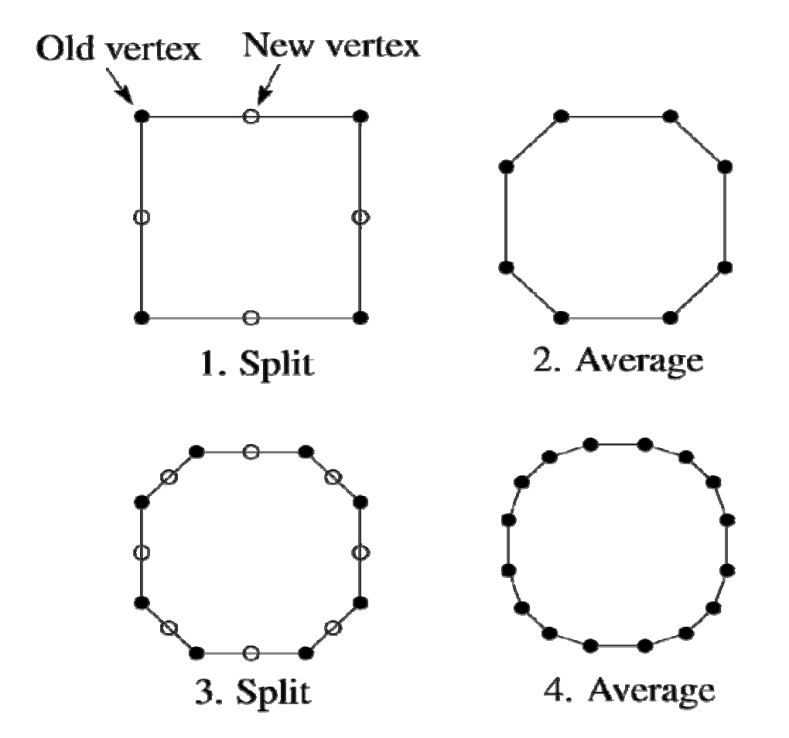 Old vertex
New vertex
1. Split
2. Average
3. Split
4. Average